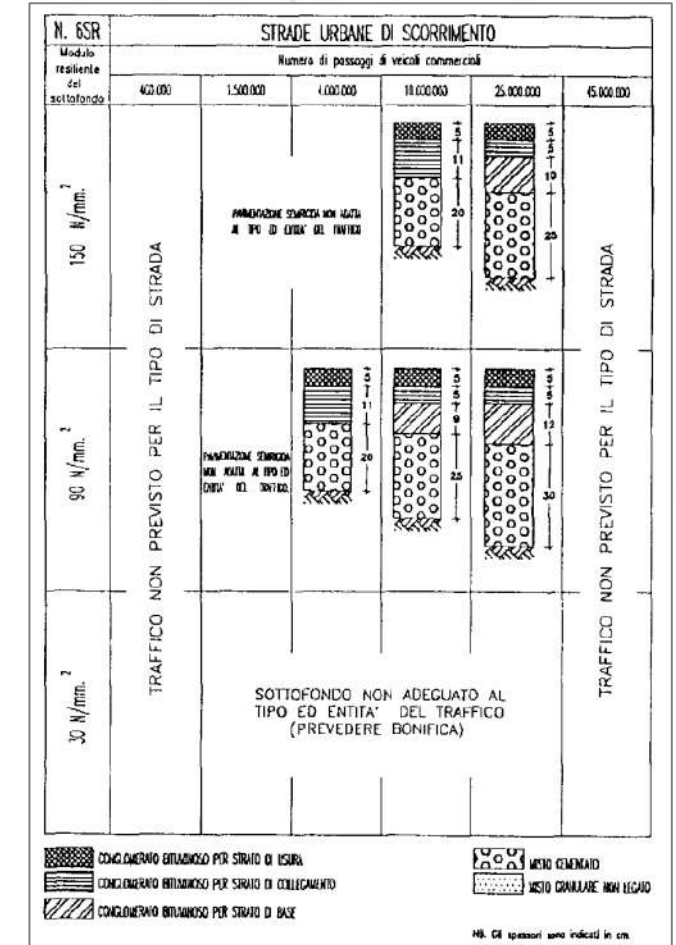 N. 6SR
STRADE URBANE DI SCORRIMENTO
Modulo
resiliente
del
sottofondo
Numero di passaggi di veicoli commerciali
400.000
1.500.000
4.000.000
10.000.000
25.000.000
45.000.000
150 N/mm.²
TRAFFICO NON PREVISTO PER IL TIPO DI STRADA
PAVIMENTAZIONE SEMIRIGIDA NON ADATTA
AL TIPO ED ENTITA' DEL TRAFFICO
5
11
20
5
5
10
25
TRAFFICO NON PREVISTO PER IL TIPO DI STRADA
90 N/mm.²
PAVIMENTAZIONE SEMIRIGIDA
NON ADATTA AL TIPO ED
ENTITA' DEL TRAFFICO.
5
11
20
5
5
9
25
5
5
12
30
30 N/mm.²
SOTTOFONDO NON ADEGUATO AL
TIPO ED ENTITA' DEL TRAFFICO
(PREVEDERE BONIFICA)
CONGLOMERATO BITUMINOSO PER STRATO DI USURA
CONGLOMERATO BITUMINOSO PER STRATO DI COLLEGAMENTO
CONGLOMERATO BITUMINOSO PER STRATO DI BASE
MISTO CEMENTATO
MISTO GRANULARE NON LEGATO
NB. Gli spessori sono indicati in cm.